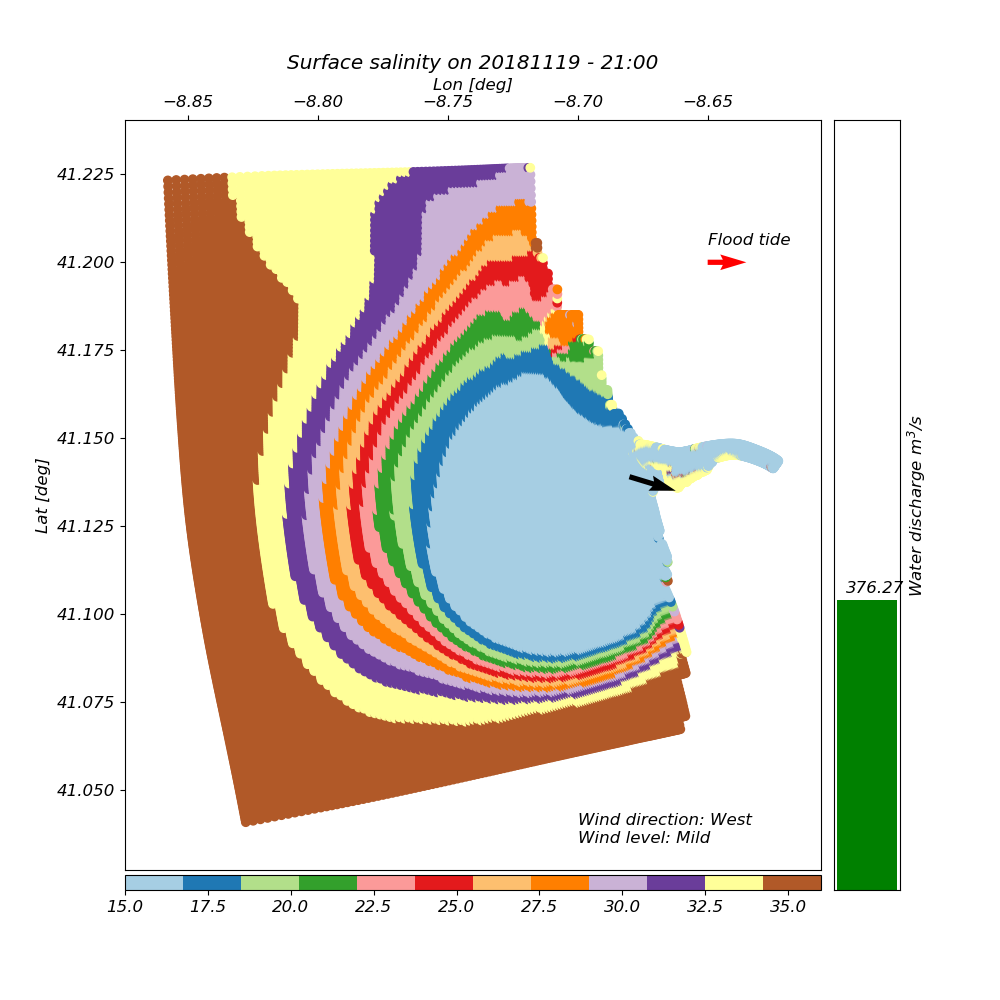 Surface salinity on 20181119 - 21:00
Lon [deg]
−8.85 −8.80 −8.75 −8.70 −8.65
41.225
41.200
41.175
41.150
41.125
41.100
41.075
41.050
Lat [deg]
Flood tide
Wind direction: West
Wind level: Mild
376.27
Water discharge m³/s
15.0 17.5 20.0 22.5 25.0 27.5 30.0 32.5 35.0